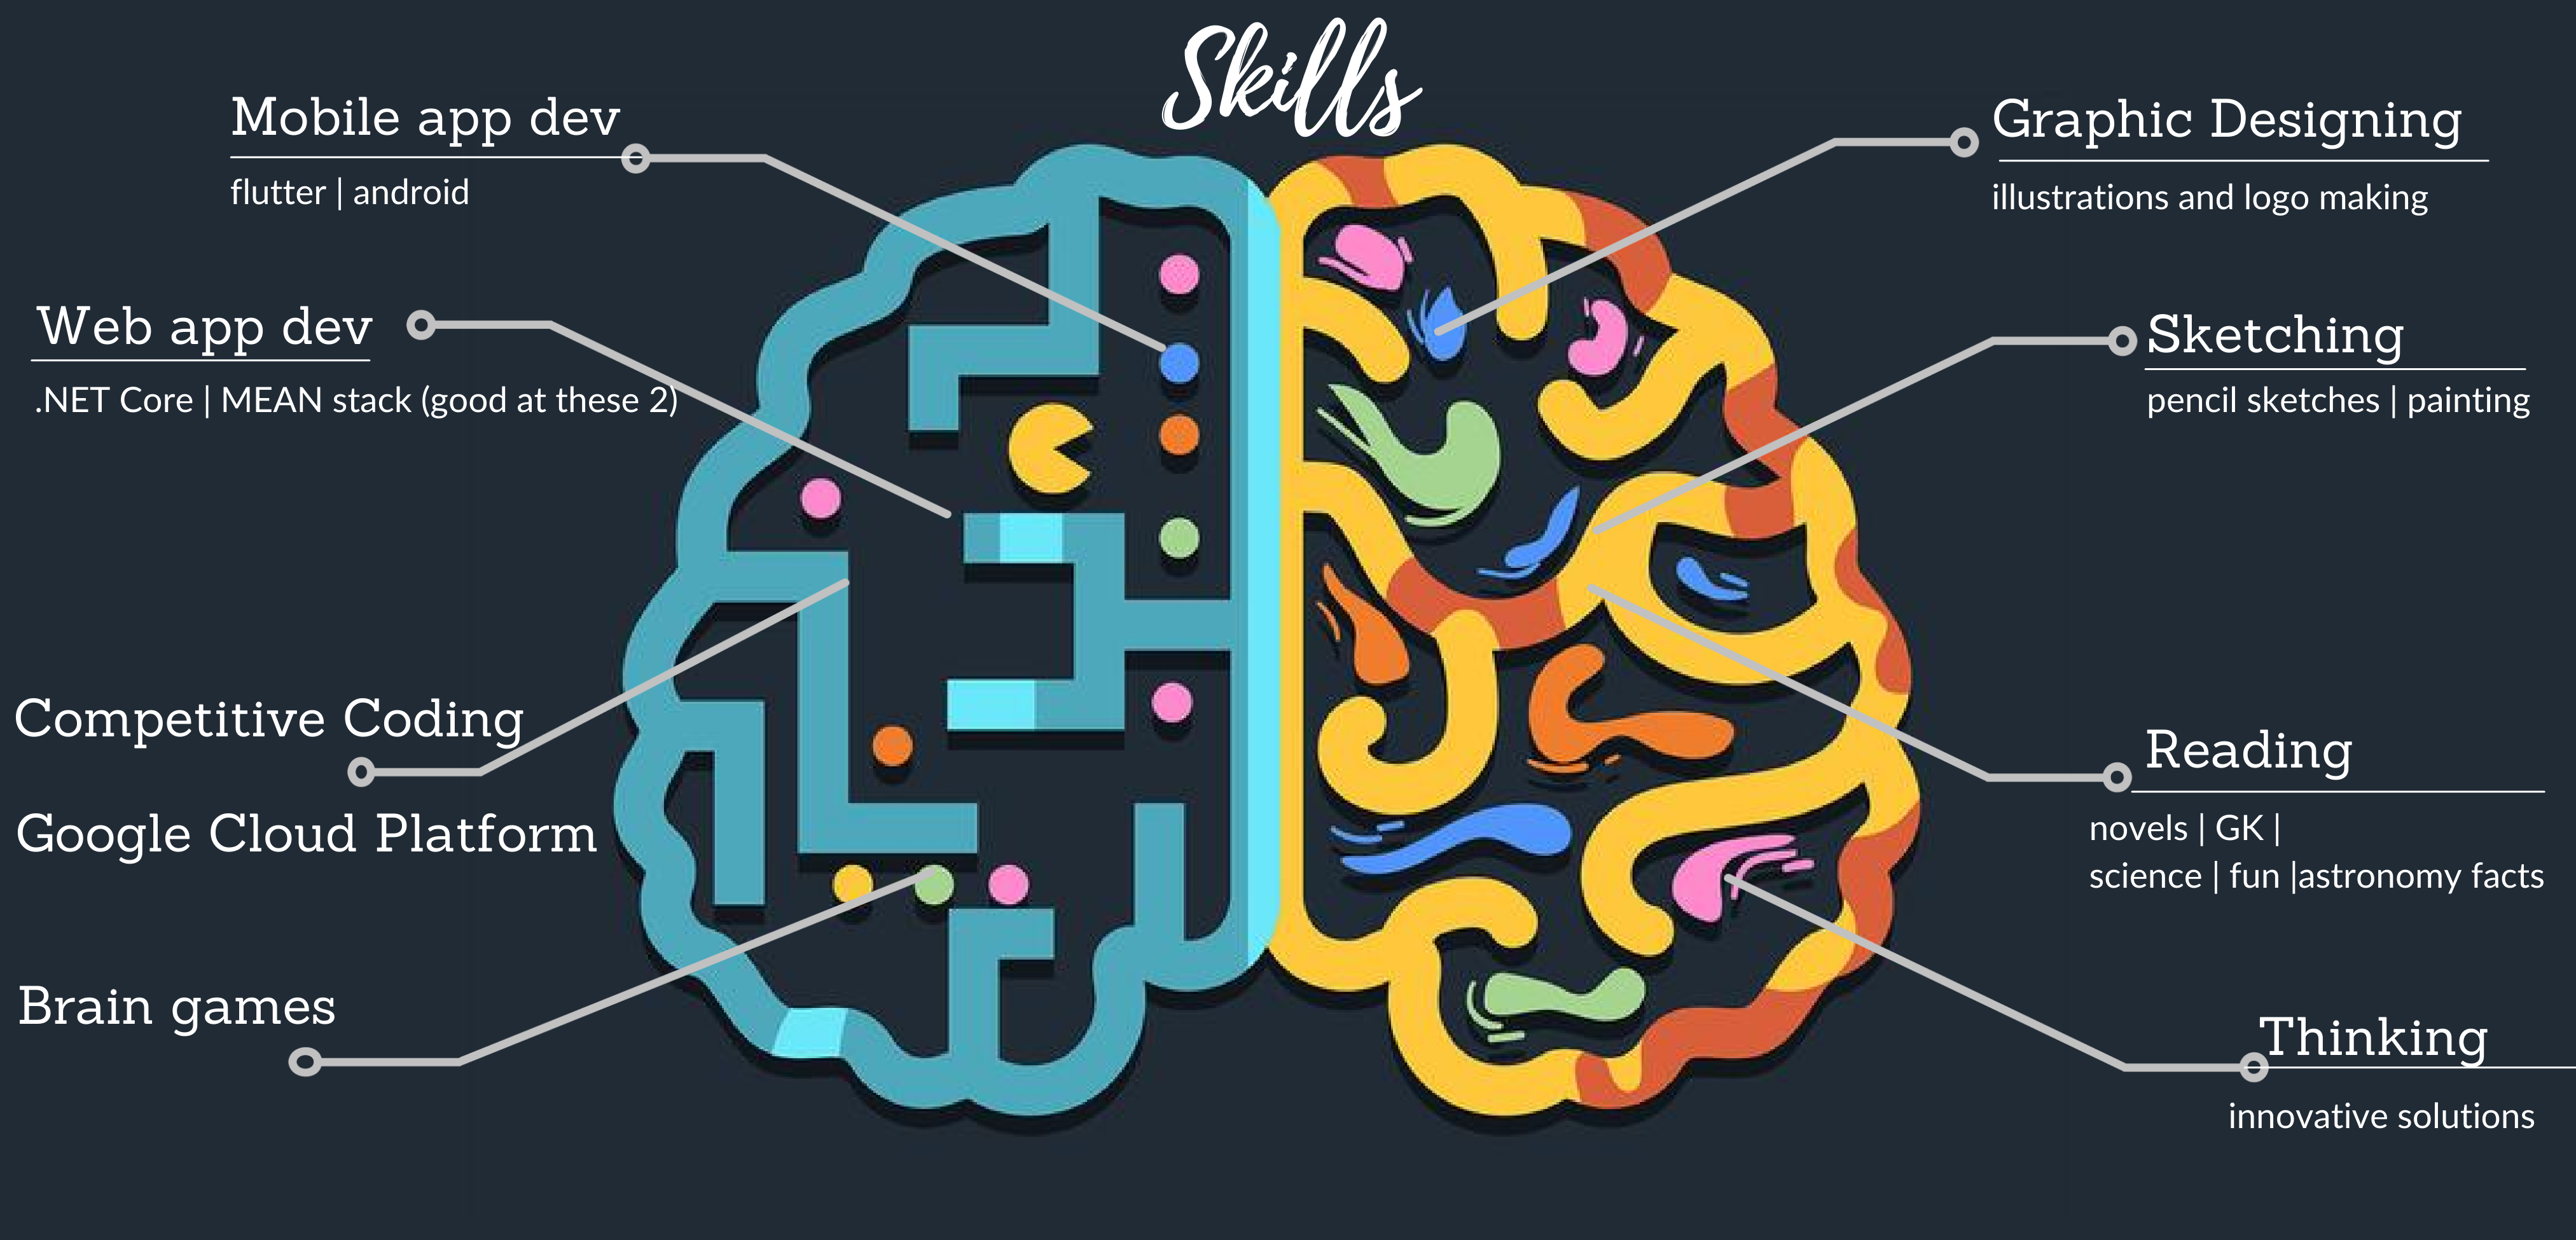 Skills
Mobile app dev
flutter | android
Web app dev
.NET Core | MEAN stack (good at these 2)
Competitive Coding
Google Cloud Platform
Brain games
Graphic Designing
illustrations and logo making
Sketching
pencil sketches | painting
Reading
novels | GK |
science | fun |astronomy facts
Thinking
innovative solutions